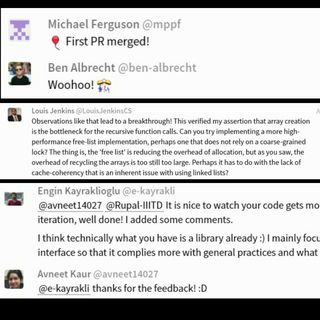 Michael Ferguson @mppf
First PR merged!
Ben Albrecht @ben-albrecht
Woohoo!
Louis Jenkins @LouisJenkinsCS
Observations like that lead to a breakthrough! This verified my assertion that array creation
is the bottleneck for the recursive function calls. Can you try implementing a more high-
performance free-list implementation, perhaps one that does not rely on a coarse-grained
lock? The thing is, the 'free list' is reducing the overhead of allocation, but as you saw, the
overhead of recycling the arrays is too still too large. Perhaps it has to do with the lack of
cache-coherency that is an inherent issue with using linked lists?
Engin Kayraklioglu @e-kayrakli
@avneet14027 @Rupal-IIITD It is nice to watch your code gets mo
iteration, well done! I added some comments.
I think technically what you have is a library already :) I mainly focu
interface so that it complies more with general practices and what
Avneet Kaur @avneet14027
@e-kayrakli thanks for the feedback! :D